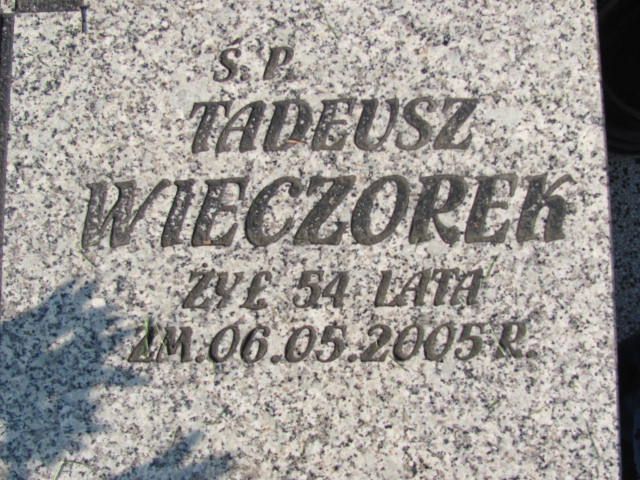 Ś.P.
TADEUSZ
WIECZOREK
ŻYŁ 54 LATA
ZM.06.05.2005 R.